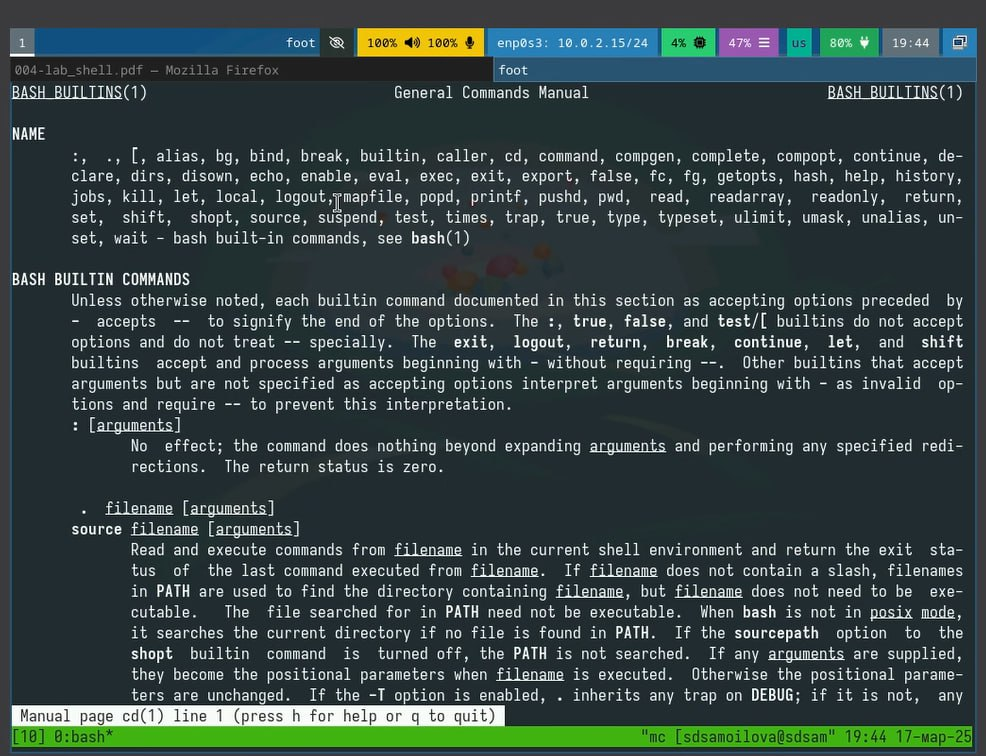 1 foot 100% 100% enp0s3: 10.0.2.15/24 4% 47% us 80% 19:44
004-lab_shell.pdf — Mozilla Firefox foot
BASH_BUILTINS(1) General Commands Manual BASH_BUILTINS(1)
NAME
:, ., [, alias, bg, bind, break, builtin, caller, cd, command, compgen, complete, compopt, continue, de-
clare, dirs, disown, echo, enable, eval, exec, exit, export, false, fc, fg, getopts, hash, help, history,
jobs, kill, let, local, logout, mapfile, popd, printf, pushd, pwd, read, readarray, readonly, return,
set, shift, shopt, source, suspend, test, times, trap, true, type, typeset, ulimit, umask, unalias, un-
set, wait - bash built-in commands, see bash(1)
BASH BUILTIN COMMANDS
Unless otherwise noted, each builtin command documented in this section as accepting options preceded by
- accepts -- to signify the end of the options. The :, true, false, and test/[ builtins do not accept
options and do not treat -- specially. The exit, logout, return, break, continue, let, and shift
builtins accept and process arguments beginning with - without requiring --. Other builtins that accept
arguments but are not specified as accepting options interpret arguments beginning with - as invalid op-
tions and require -- to prevent this interpretation.
: [arguments]
No effect; the command does nothing beyond expanding arguments and performing any specified redi-
rections. The return status is zero.
. filename [arguments]
source filename [arguments]
Read and execute commands from filename in the current shell environment and return the exit sta-
tus of the last command executed from filename. If filename does not contain a slash, filenames
in PATH are used to find the directory containing filename, but filename does not need to be exe-
cutable. The file searched for in PATH need not be executable. When bash is not in posix mode,
it searches the current directory if no file is found in PATH. If the sourcepath option to the
shopt builtin command is turned off, the PATH is not searched. If any arguments are supplied,
they become the positional parameters when filename is executed. Otherwise the positional parame-
ters are unchanged. If the -T option is enabled, . inherits any trap on DEBUG; if it is not, any
Manual page cd(1) line 1 (press h for help or q to quit)
[10] 0:bash* "mc [sdsamoilova@sdsam" 19:44 17-мар-25